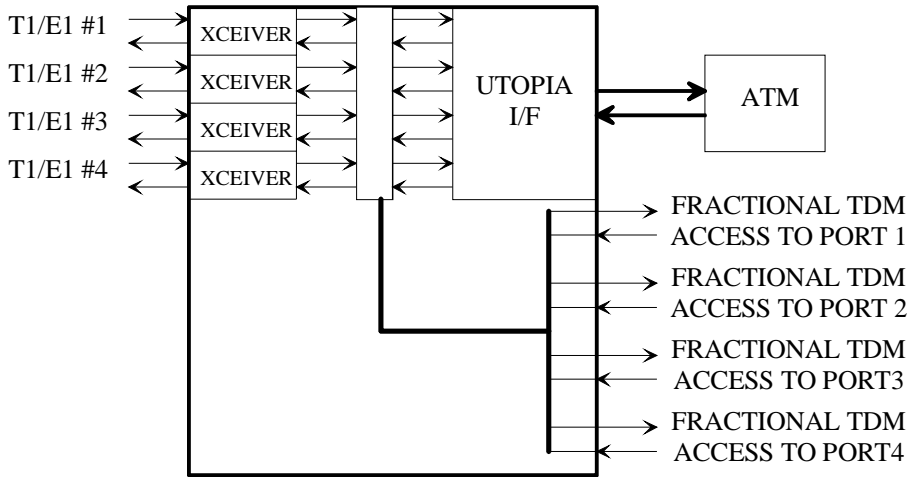 T1/E1 #1
T1/E1 #2
T1/E1 #3
T1/E1 #4
XCEIVER
XCEIVER
XCEIVER
XCEIVER
UTOPIA
I/F
ATM
FRACTIONAL TDM
ACCESS TO PORT 1
FRACTIONAL TDM
ACCESS TO PORT 2
FRACTIONAL TDM
ACCESS TO PORT3
FRACTIONAL TDM
ACCESS TO PORT4